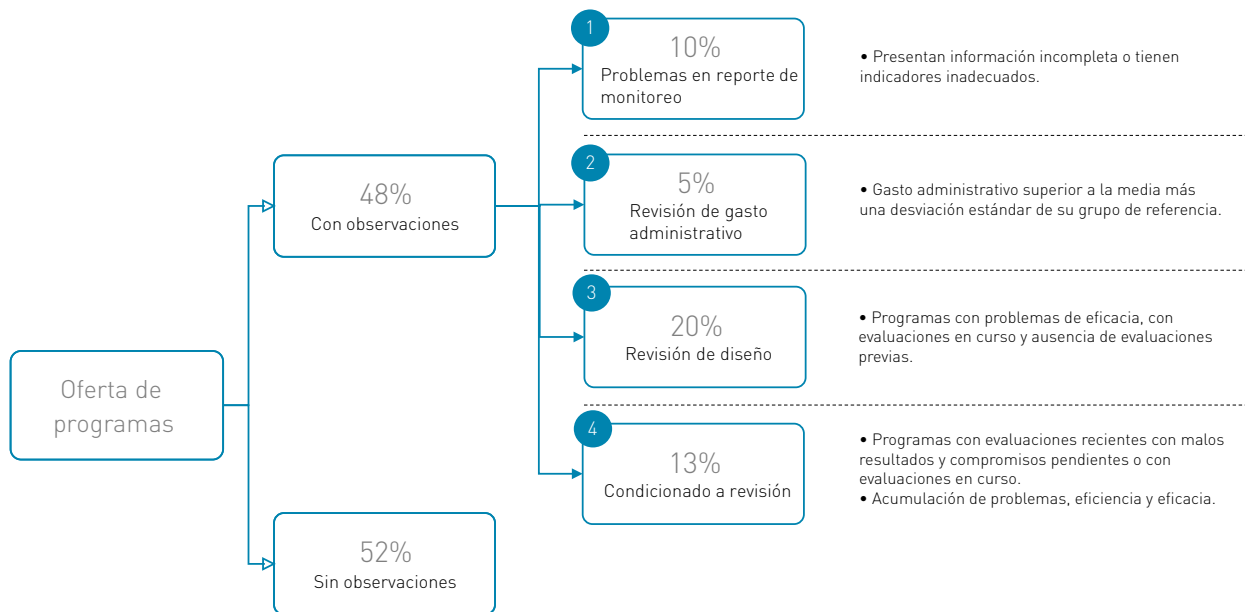 Oferta de
programas
48%
Con observaciones
52%
Sin observaciones
1
10%
Problemas en reporte de
monitoreo
• Presentan información incompleta o tienen
indicadores inadecuados.
2
5%
Revisión de gasto
administrativo
• Gasto administrativo superior a la media más
una desviación estándar de su grupo de referencia.
3
20%
Revisión de diseño
• Programas con problemas de eficacia, con
evaluaciones en curso y ausencia de evaluaciones
previas.
4
13%
Condicionado a revisión
• Programas con evaluaciones recientes con malos
resultados y compromisos pendientes o con
evaluaciones en curso.
• Acumulación de problemas, eficiencia y eficacia.